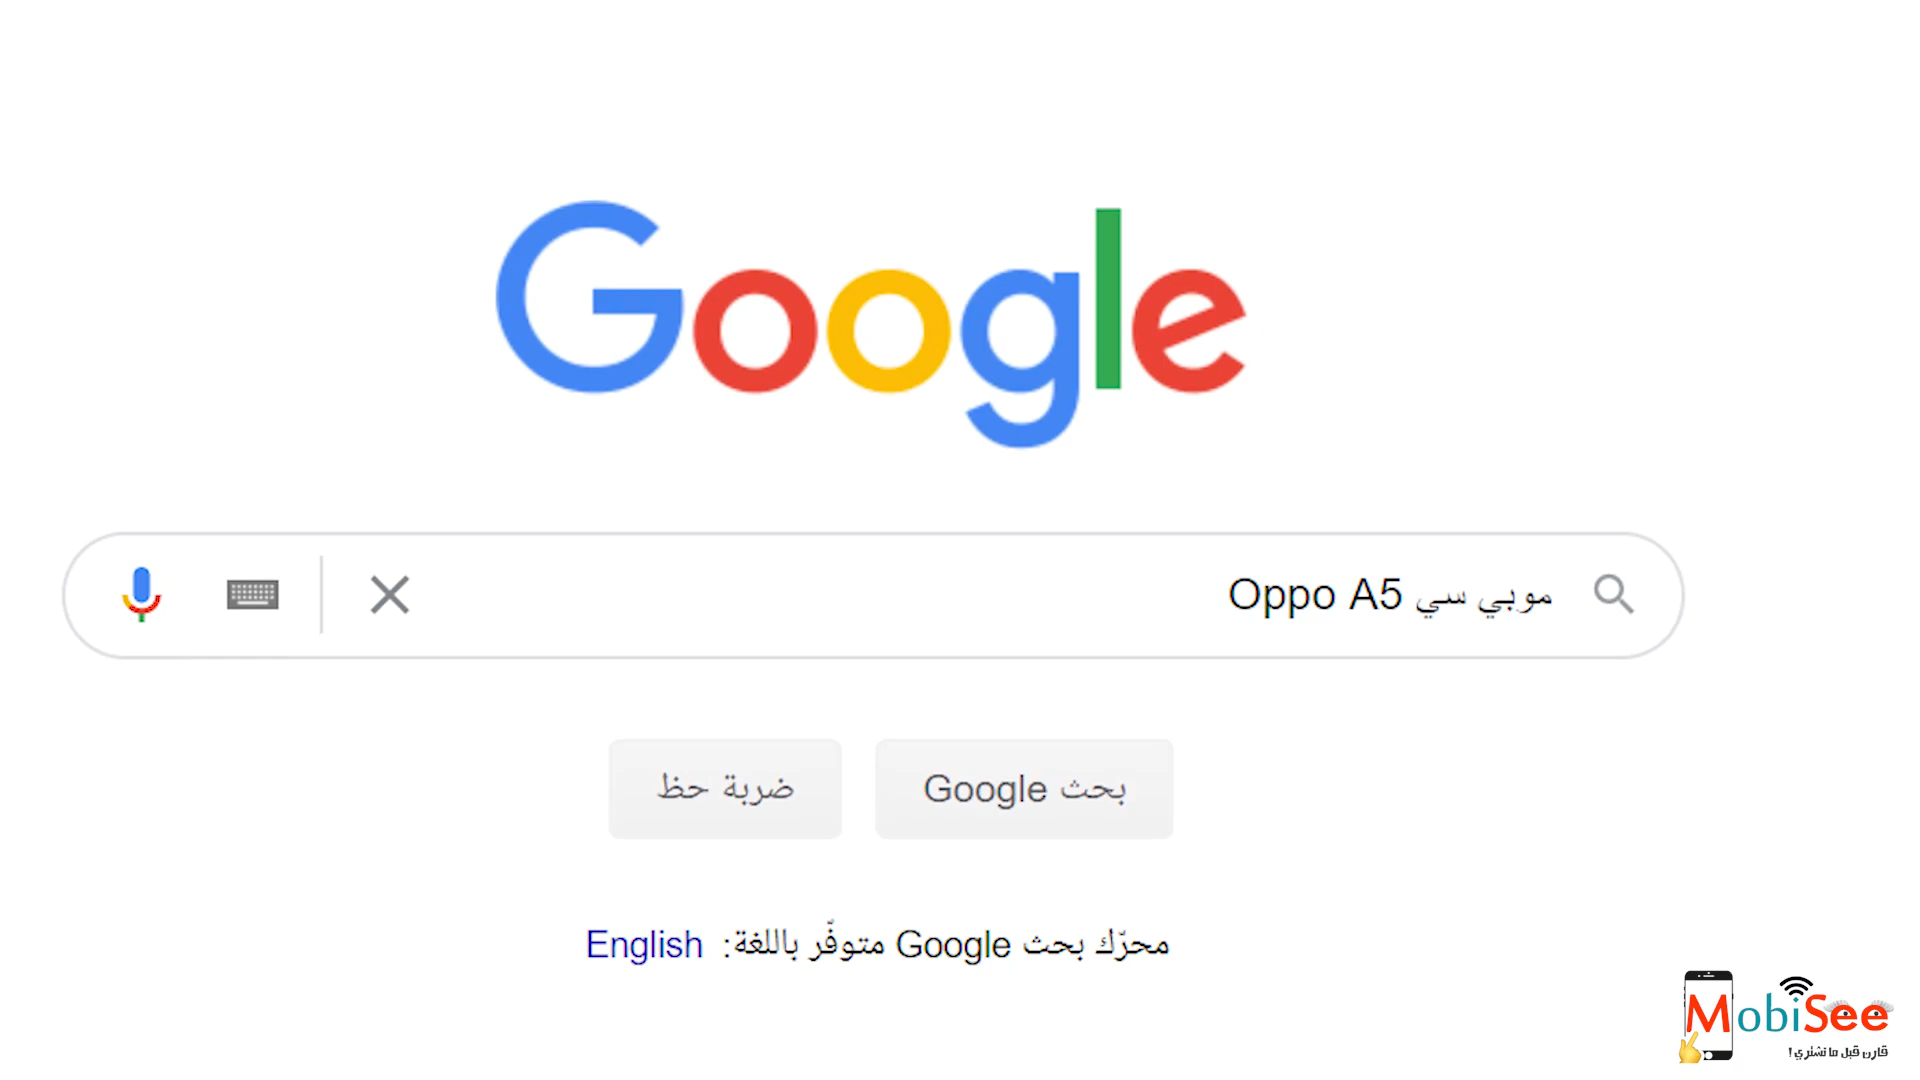 Google
موبي سي Oppo A5
بحث Google
ضربة حظ
محرّك بحث Google متوفّر باللغة: English
MobiSee
قارن قبل ما تشتري!